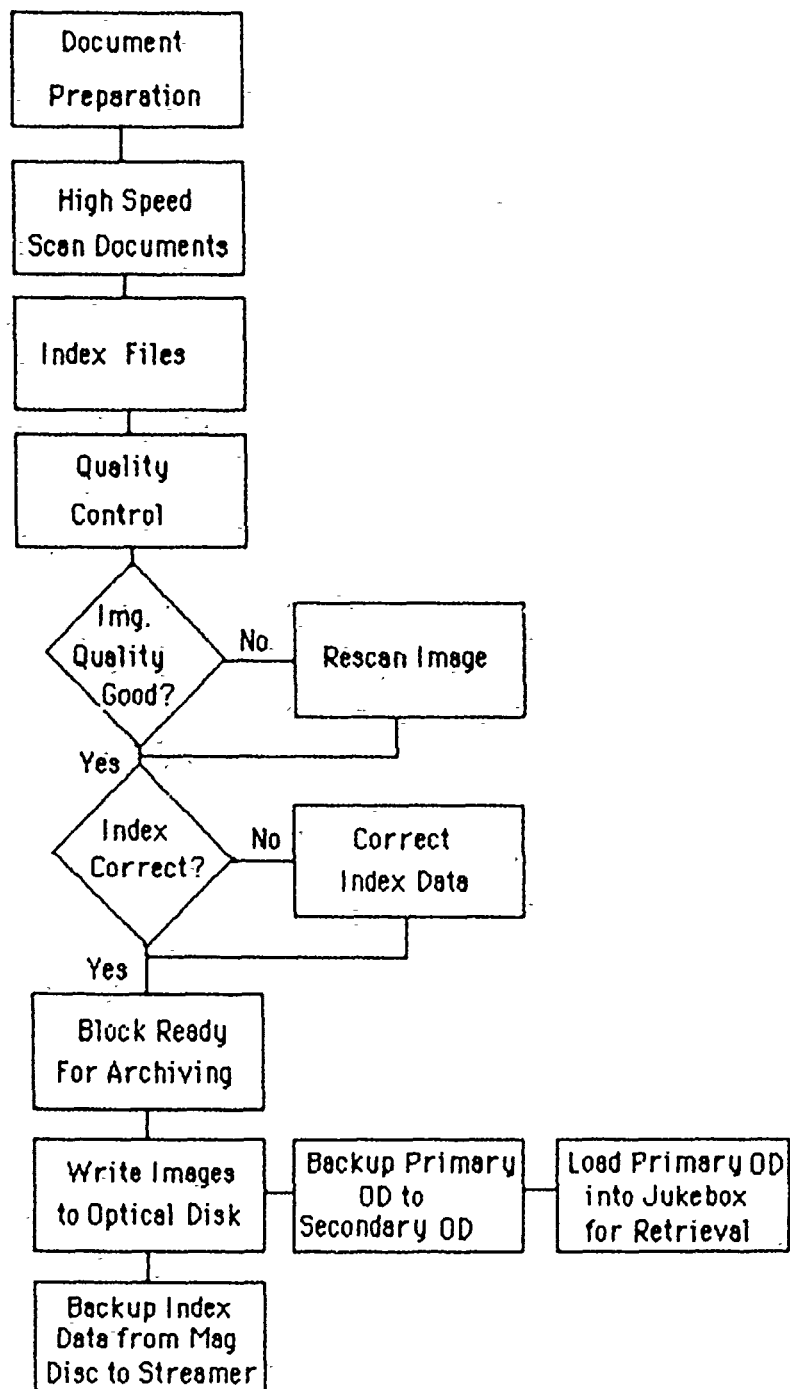 Document
Preparation
High Speed
Scan Documents
Index Files
Quality
Control
Img.
Quality
Good?
No
Rescan Image
Yes
Index
Correct?
No
Correct
Index Data
Yes
Block Ready
For Archiving
Write Images
to Optical Disk
Backup Primary
OD to
Secondary OD
Load Primary OD
into Jukebox
for Retrieval
Backup Index
Data from Mag
Disc to Streamer